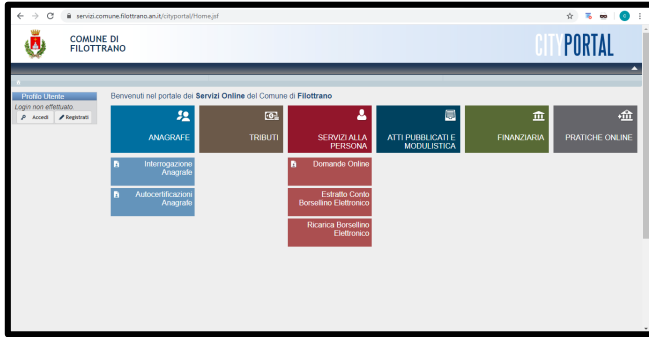 servizi.comune.filottrano.an.it/cityportal/Home.jsf
COMUNE DI
FILOTTRANO
CITYPORTAL
Profilo Utente
Login non effettuato.
Accedi
Registrati
Benvenuti nel portale dei Servizi Online del Comune di Filottrano
ANAGRAFE
TRIBUTI
SERVIZI ALLA
PERSONA
ATTI PUBBLICATI E
MODULISTICA
FINANZIARIA
PRATICHE ONLINE
Interrogazione
Anagrafe
Domande Online
Autocertificazioni
Anagrafe
Estratto Conto
Borsellino Elettronico
Ricarica Borsellino
Elettronico